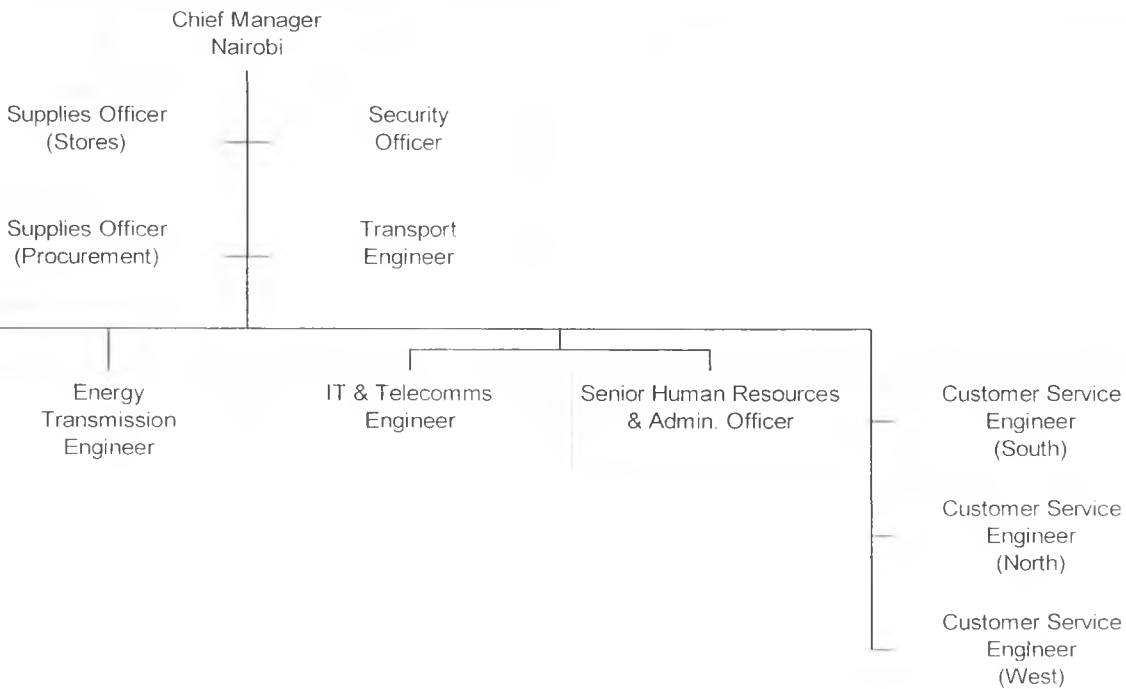 Chief Manager
Nairobi
Supplies Officer
(Stores)
Security
Officer
Supplies Officer
(Procurement)
Transport
Engineer
Energy
Transmission
Engineer
IT & Telecomms
Engineer
Senior Human Resources
& Admin. Officer
Customer Service
Engineer
(South)
Customer Service
Engineer
(North)
Customer Service
Engineer
(West)